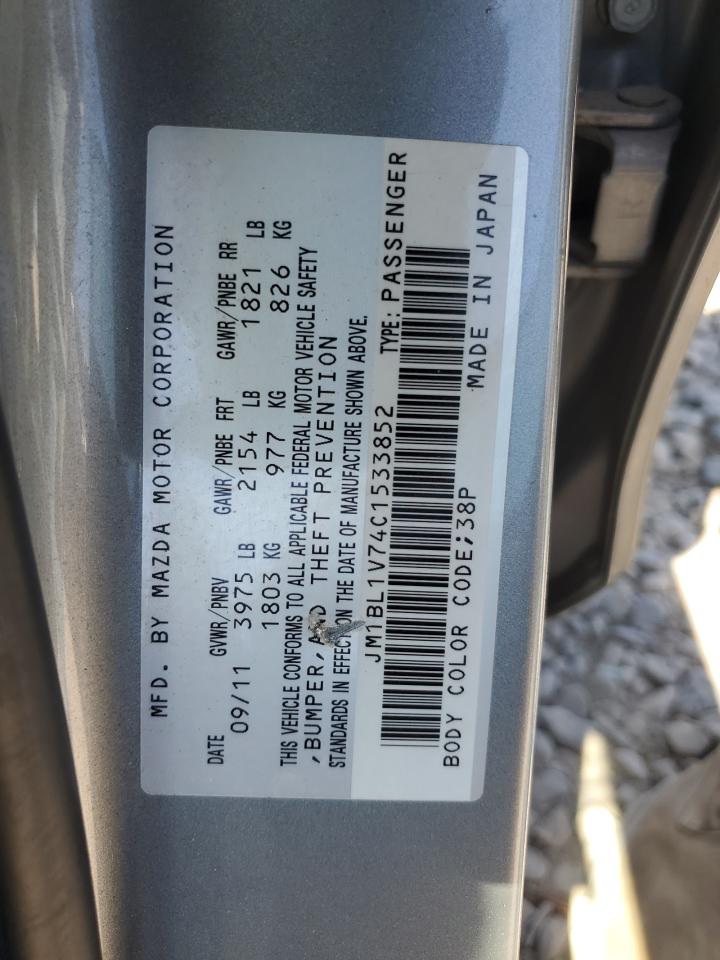 MFD. BY MAZDA MOTOR CORPORATION
DATE GVWR/PNBV GAWR/PNBE FRT GAWR/PNBE RR
09/11 3975 LB 2154 LB 1821 LB
1803 KG 977 KG 826 KG
THIS VEHICLE CONFORMS TO ALL APPLICABLE FEDERAL MOTOR VEHICLE SAFETY
, BUMPER, AND THEFT PREVENTION
STANDARDS IN EFFECT ON THE DATE OF MANUFACTURE SHOWN ABOVE.
JM1BL1V74C1533852 TYPE: PASSENGER
BODY COLOR CODE;38P MADE IN JAPAN